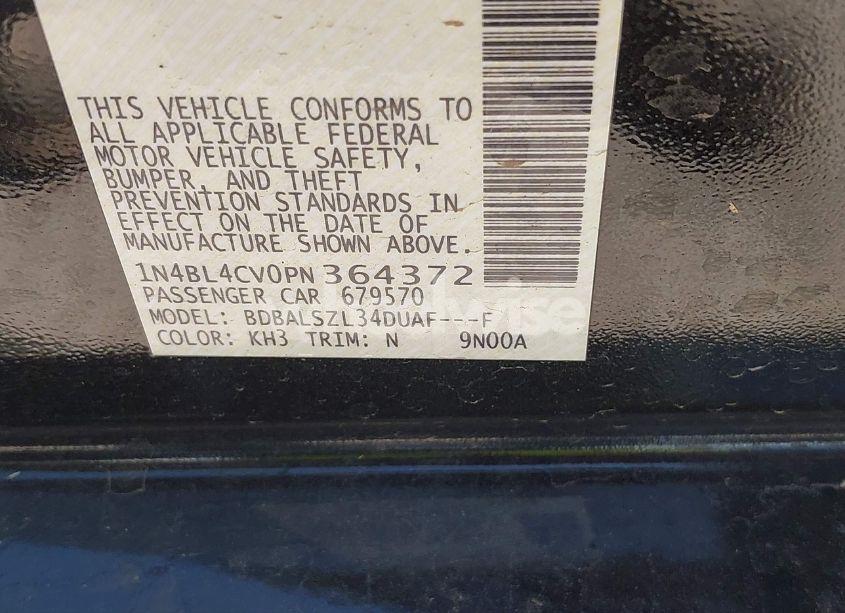 THIS VEHICLE CONFORMS TO
ALL APPLICABLE FEDERAL
MOTOR VEHICLE SAFETY,
BUMPER, AND THEFT
PREVENTION STANDARDS IN
EFFECT ON THE DATE OF
MANUFACTURE SHOWN ABOVE.
1N4BL4CV0PN364372
PASSENGER CAR 679570
MODEL: BDBALSZL34DUAF---F
COLOR: KH3 TRIM: N 9N00A